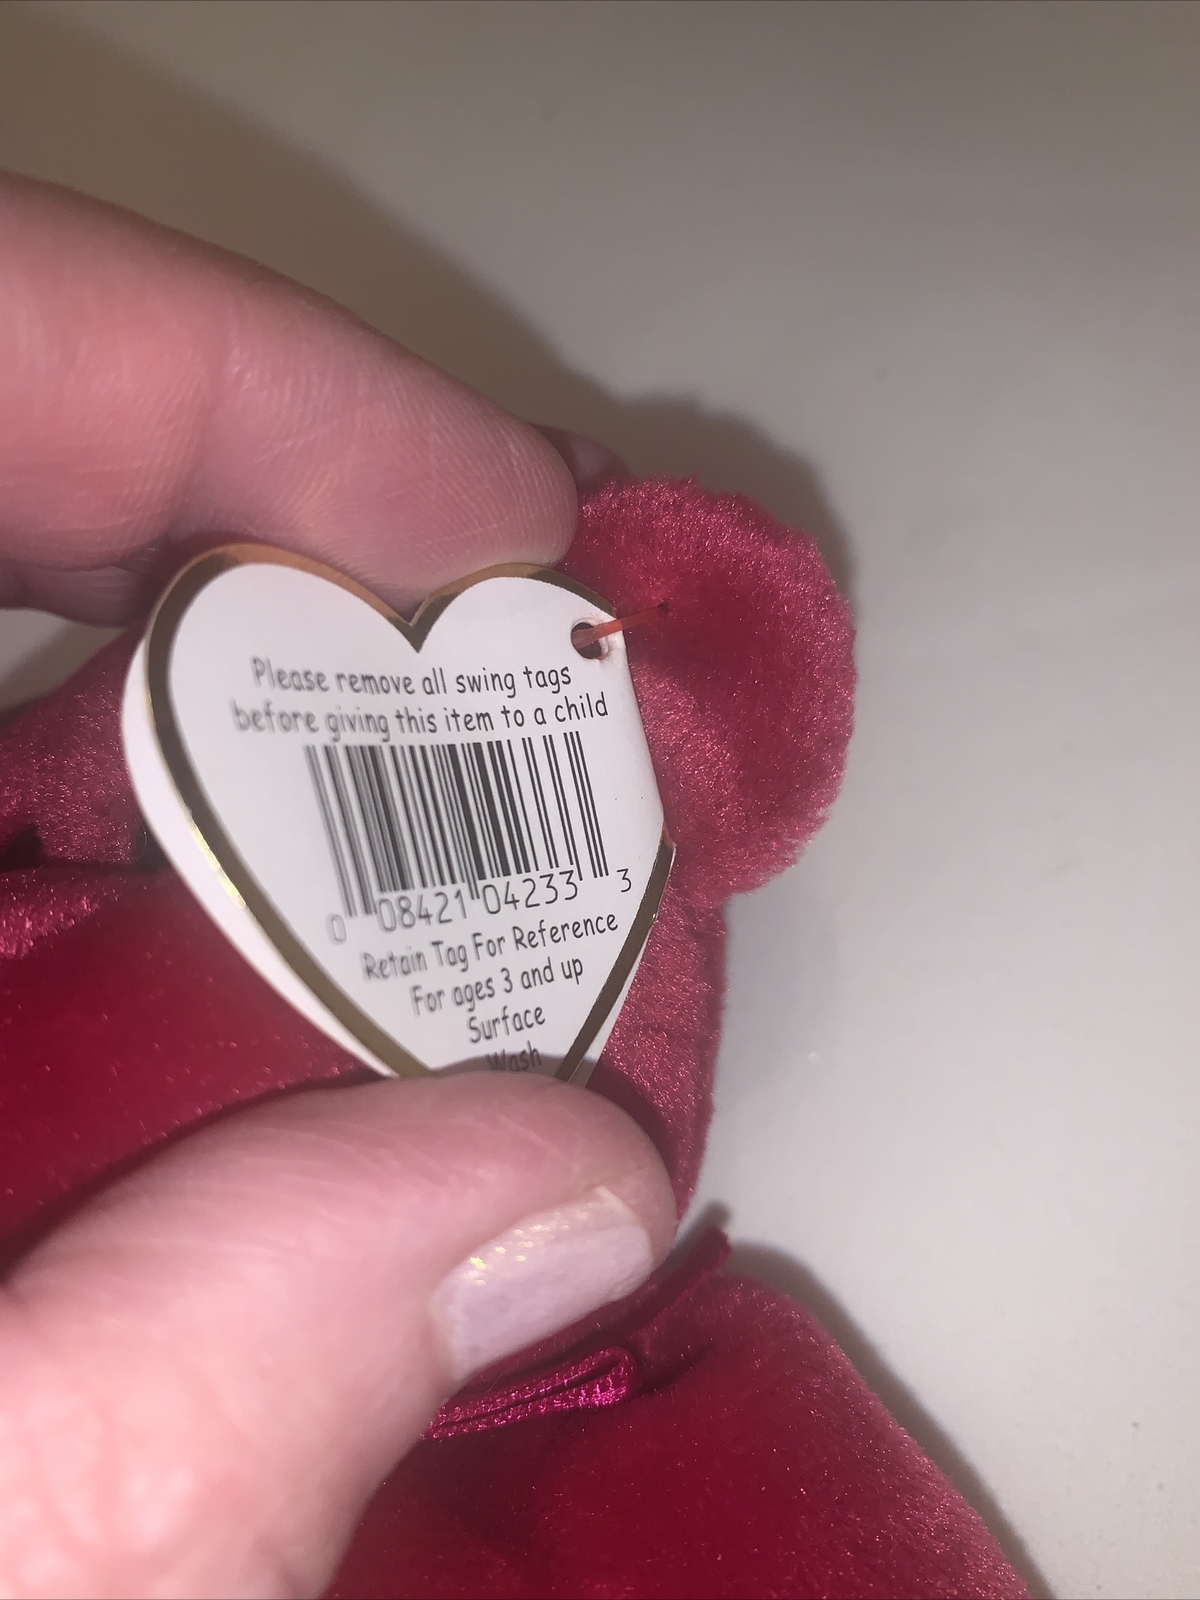 Please remove all swing tags
before giving this item to a child
0 08421 04233 3
Retain Tag For Reference
For ages 3 and up
Surface
Wash